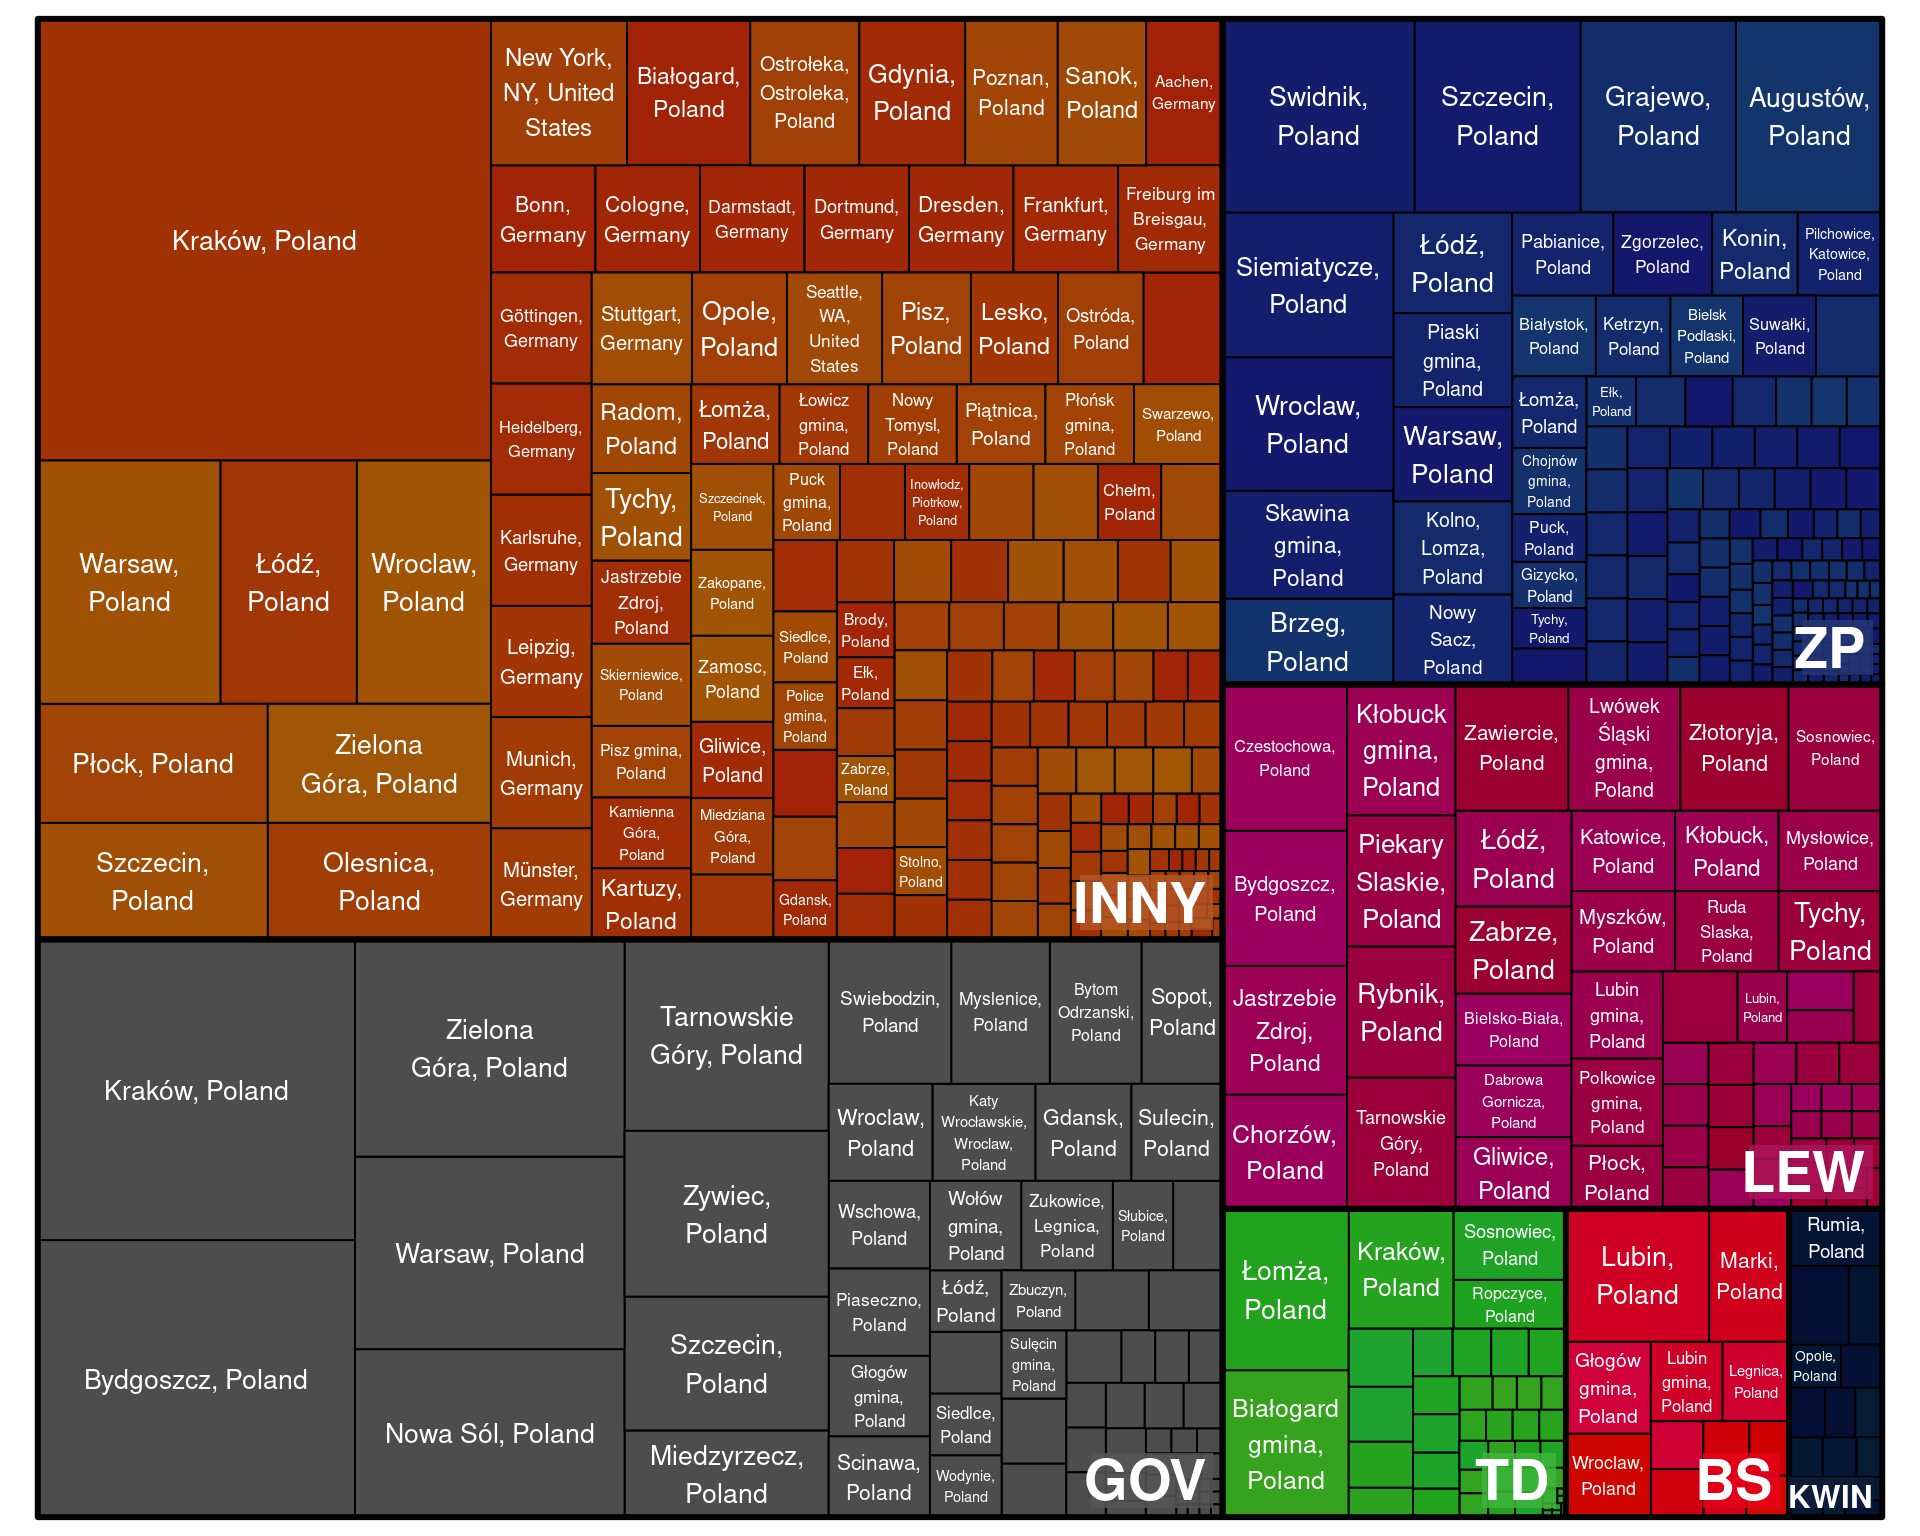 Kraków, Poland
New York,
NY, United
States
Białogard,
Poland
Ostrołeka,
Ostroleka,
Poland
Gdynia,
Poland
Poznan,
Poland
Sanok,
Poland
Aachen,
Germany
Bonn,
Germany
Cologne,
Germany
Darmstadt,
Germany
Dortmund,
Germany
Dresden,
Germany
Frankfurt,
Germany
Freiburg im
Breisgau,
Germany
Göttingen,
Germany
Stuttgart,
Germany
Opole,
Poland
Seattle,
WA,
United
States
Pisz,
Poland
Lesko,
Poland
Ostróda,
Poland
Heidelberg,
Germany
Radom,
Poland
Łomża,
Poland
Łowicz
gmina,
Poland
Nowy
Tomysl,
Poland
Piątnica,
Poland
Płońsk
gmina,
Poland
Swarzewo,
Poland
Warsaw,
Poland
Łódź,
Poland
Wroclaw,
Poland
Karlsruhe,
Germany
Tychy,
Poland
Szczecinek,
Poland
Puck
gmina,
Poland
Inowłodz,
Piotrkow,
Poland
Chełm,
Poland
Jastrzebie
Zdroj,
Poland
Zakopane,
Poland
Siedlce,
Poland
Brody,
Poland
Leipzig,
Germany
Skierniewice,
Poland
Zamosc,
Poland
Police
gmina,
Poland
Ełk,
Poland
Płock, Poland
Zielona
Góra, Poland
Munich,
Germany
Pisz gmina,
Poland
Gliwice,
Poland
Zabrze,
Poland
Szczecin,
Poland
Olesnica,
Poland
Münster,
Germany
Kamienna
Góra,
Poland
Miedziana
Góra,
Poland
Kartuzy,
Poland
Gdansk,
Poland
Stolno,
Poland
INNY
Swidnik,
Poland
Szczecin,
Poland
Grajewo,
Poland
Augustów,
Poland
Siemiatycze,
Poland
Łódź,
Poland
Pabianice,
Poland
Zgorzelec,
Poland
Konin,
Poland
Pilchowice,
Katowice,
Poland
Piaski
gmina,
Poland
Białystok,
Poland
Ketrzyn,
Poland
Bielsk
Podlaski,
Poland
Suwałki,
Poland
Wroclaw,
Poland
Warsaw,
Poland
Łomża,
Poland
Ełk,
Poland
Chojnów
gmina,
Poland
Skawina
gmina,
Poland
Kolno,
Lomza,
Poland
Puck,
Poland
Gizycko,
Poland
Brzeg,
Poland
Nowy
Sacz,
Poland
Tychy,
Poland
ZP
Czestochowa,
Poland
Kłobuck
gmina,
Poland
Zawiercie,
Poland
Lwówek
Śląski
gmina,
Poland
Złotoryja,
Poland
Sosnowiec,
Poland
Bydgoszcz,
Poland
Piekary
Slaskie,
Poland
Łódź,
Poland
Katowice,
Poland
Kłobuck,
Poland
Mysłowice,
Poland
Zabrze,
Poland
Myszków,
Poland
Ruda
Slaska,
Poland
Tychy,
Poland
Jastrzebie
Zdroj,
Poland
Rybnik,
Poland
Bielsko-Biała,
Poland
Lubin
gmina,
Poland
Lubin,
Poland
Chorzów,
Poland
Tarnowskie
Góry,
Poland
Dabrowa
Gornicza,
Poland
Polkowice
gmina,
Poland
Gliwice,
Poland
Płock,
Poland
LEW
Kraków, Poland
Zielona
Góra, Poland
Tarnowskie
Góry, Poland
Swiebodzin,
Poland
Myslenice,
Poland
Bytom
Odrzanski,
Poland
Sopot,
Poland
Wroclaw,
Poland
Katy
Wrocławskie,
Wroclaw,
Poland
Gdansk,
Poland
Sulecin,
Poland
Warsaw, Poland
Zywiec,
Poland
Wschowa,
Poland
Wołów
gmina,
Poland
Zukowice,
Legnica,
Poland
Słubice,
Poland
Bydgoszcz, Poland
Szczecin,
Poland
Piaseczno,
Poland
Łódź,
Poland
Zbuczyn,
Poland
Nowa Sól, Poland
Głogów
gmina,
Poland
Sulęcin
gmina,
Poland
Siedlce,
Poland
Miedzyrzecz,
Poland
Scinawa,
Poland
Wodynie,
Poland
GOV
Łomża,
Poland
Kraków,
Poland
Sosnowiec,
Poland
Ropczyce,
Poland
Białogard
gmina,
Poland
TD
Lubin,
Poland
Marki,
Poland
Głogów
gmina,
Poland
Lubin
gmina,
Poland
Legnica,
Poland
Wroclaw,
Poland
BS
Rumia,
Poland
Opole,
Poland
KWIN